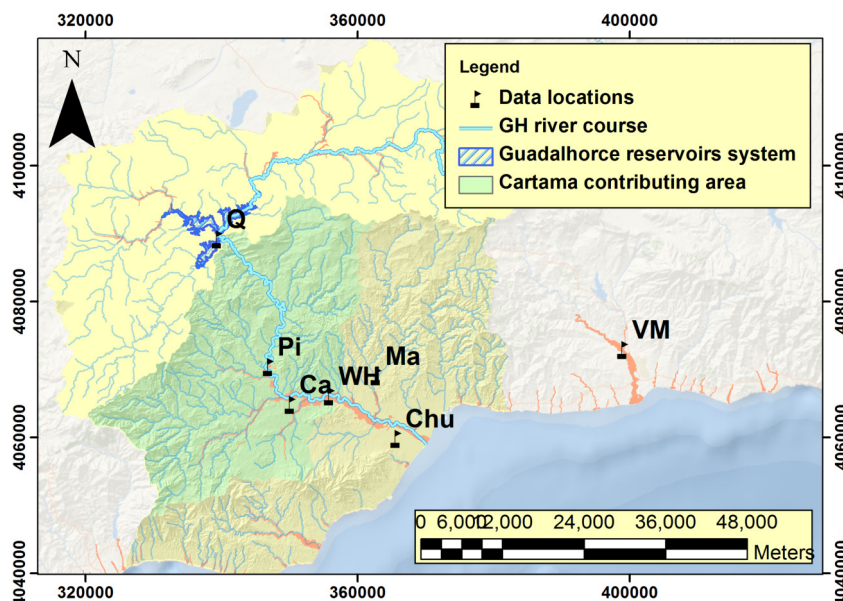 320000 360000 400000
N
Legend
Data locations
GH river course
Guadalhorce reservoirs system
Cartama contributing area
4100000 4100000
Q
4080000 4080000
VM
Pi
Ma
Ca
WH
Chu
4060000 4060000
0 6,000 12,000 24,000 36,000 48,000
Meters
4040000 4040000
320000 360000 400000